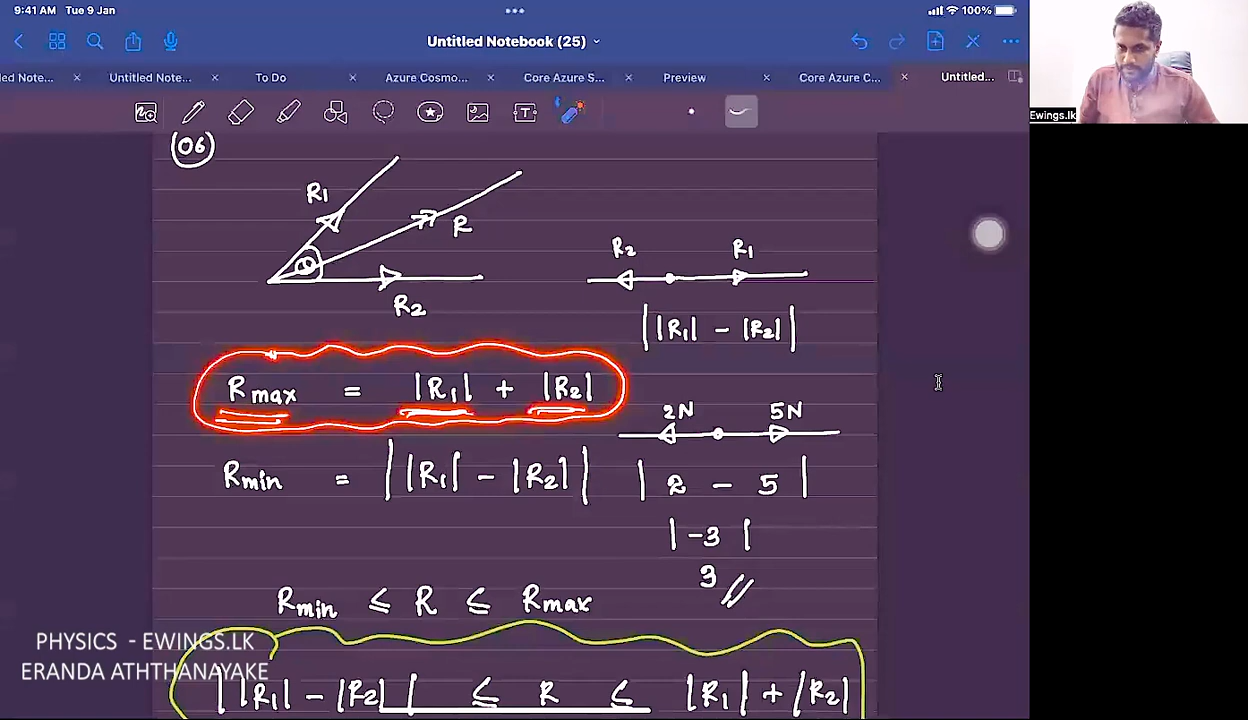 9:41 AM Tue 9 Jan
100%
Untitled Notebook (25)
led Note...
Untitled Note...
To Do
Azure Cosmo...
Core Azure S...
Preview
Core Azure C...
Untitled...
Ewings.lk
(06)
R1
R
R2
R2 R1
||R1| - |R2||
Rmax = |R1| + |R2|
2N 5N
Rmin = ||R1| - |R2||
|2 - 5|
|-3|
3
Rmin ≤ R ≤ Rmax
PHYSICS - EWINGS.LK
ERANDA ATHTHANAYAKE
||R1| - |R2|| ≤ R ≤ |R1| + |R2|